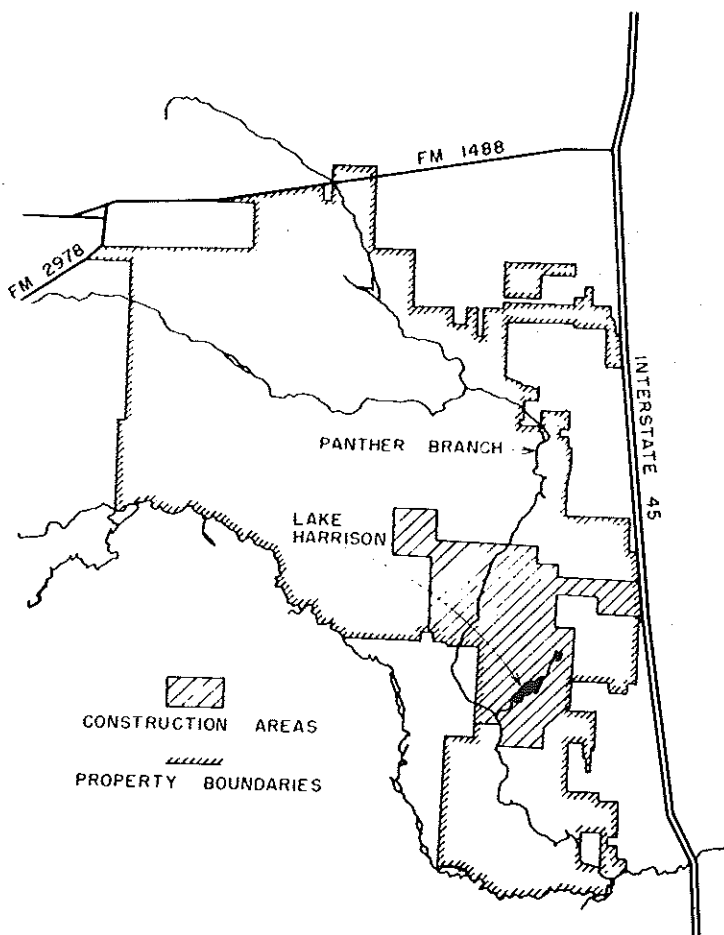 FM 1488
FM 2978
INTERSTATE 45
PANTHER BRANCH
LAKE
HARRISON
CONSTRUCTION AREAS
PROPERTY BOUNDARIES